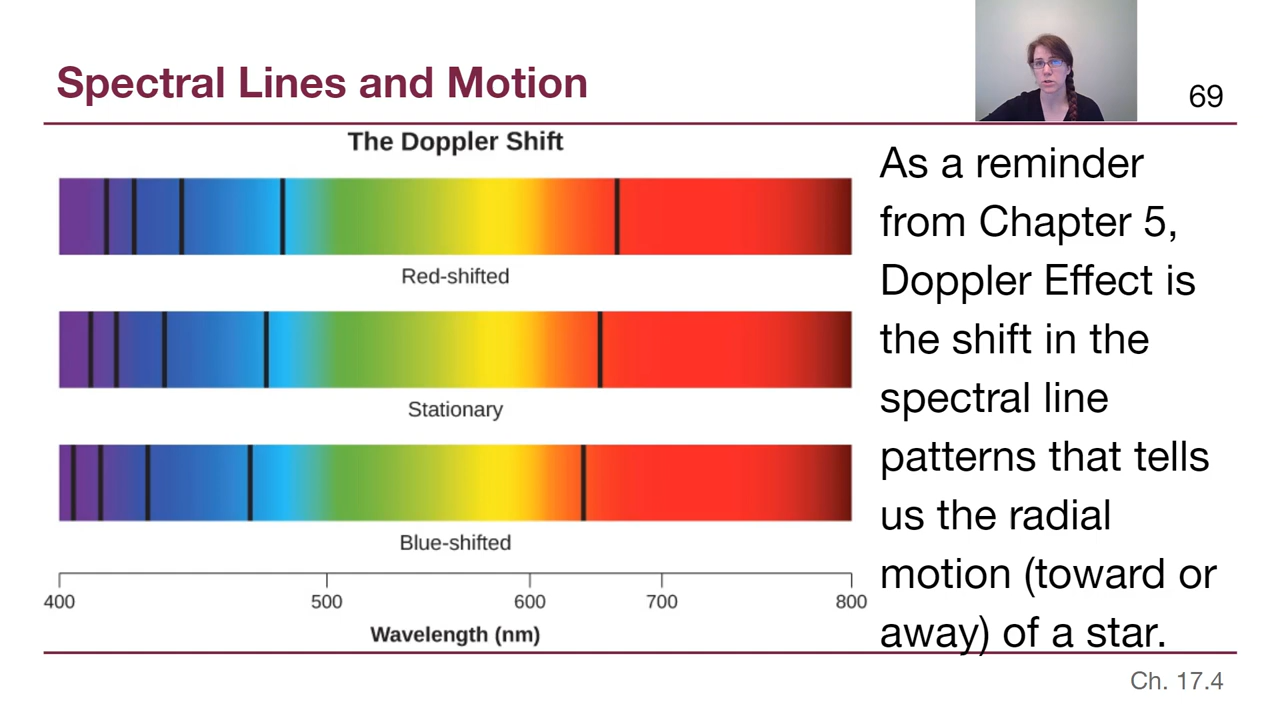 Spectral Lines and Motion
69
The Doppler Shift
Red-shifted
Stationary
Blue-shifted
400 500 600 700 800
Wavelength (nm)
As a reminder
from Chapter 5,
Doppler Effect is
the shift in the
spectral line
patterns that tells
us the radial
motion (toward or
away) of a star.
Ch. 17.4